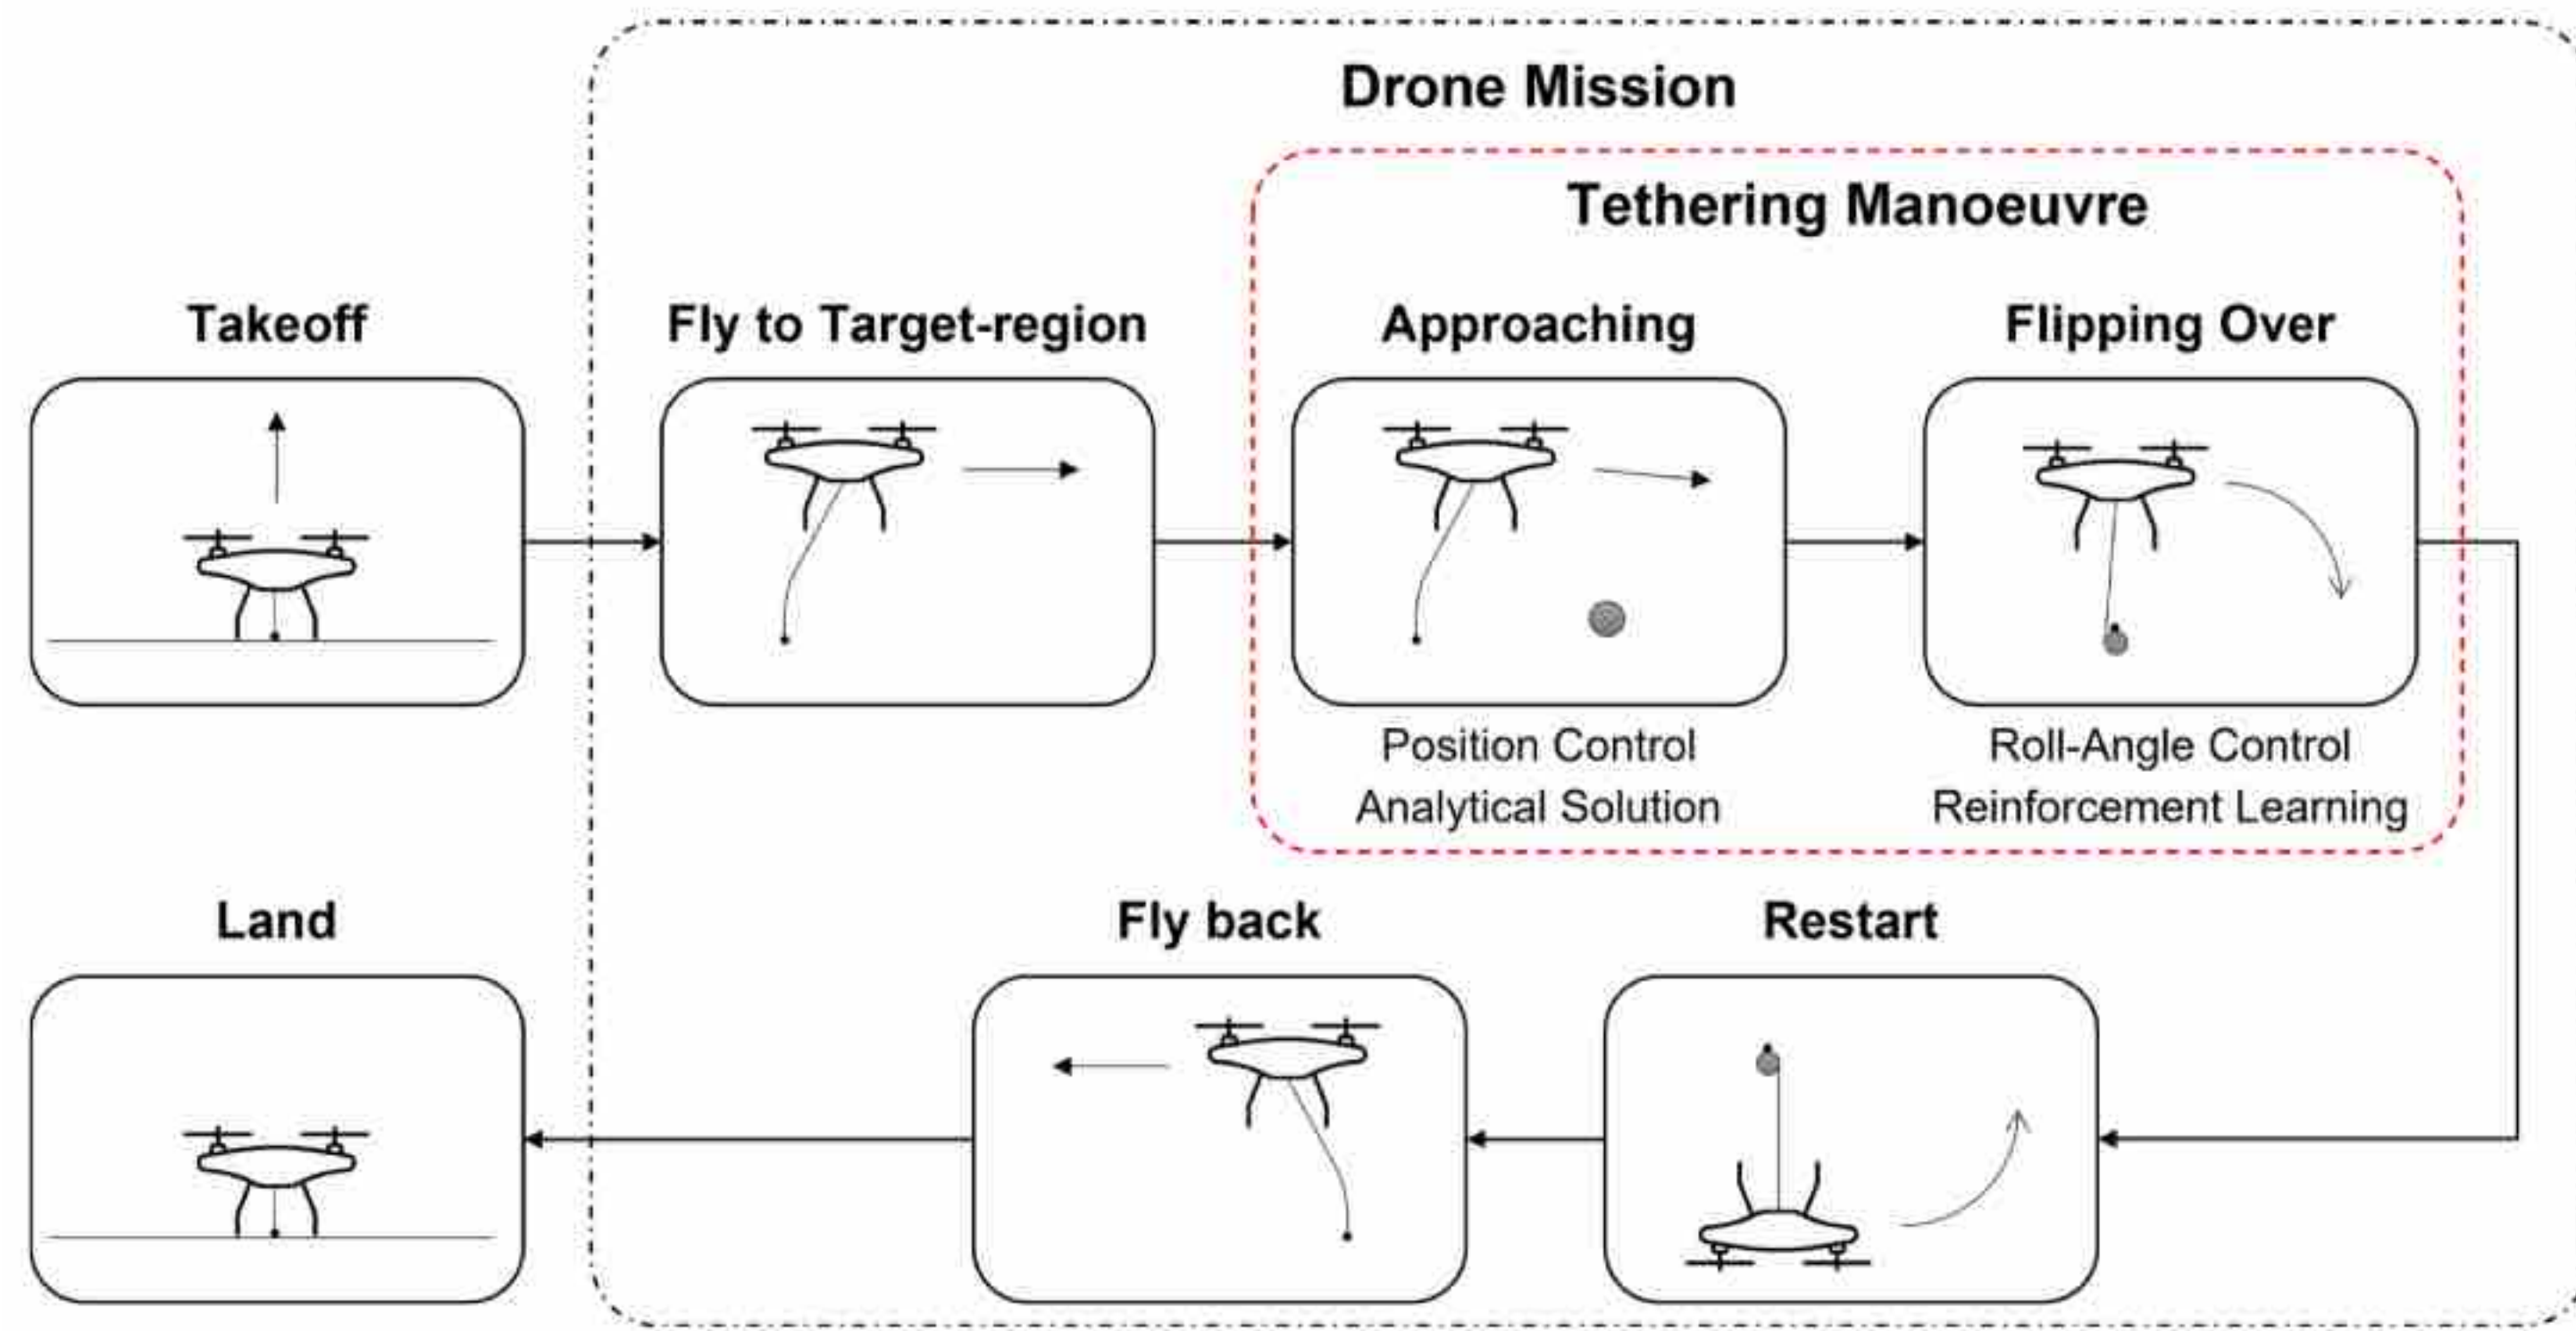 Drone Mission
Tethering Manoeuvre
Takeoff
Fly to Target-region
Approaching
Flipping Over
Position Control
Analytical Solution
Roll-Angle Control
Reinforcement Learning
Land
Fly back
Restart